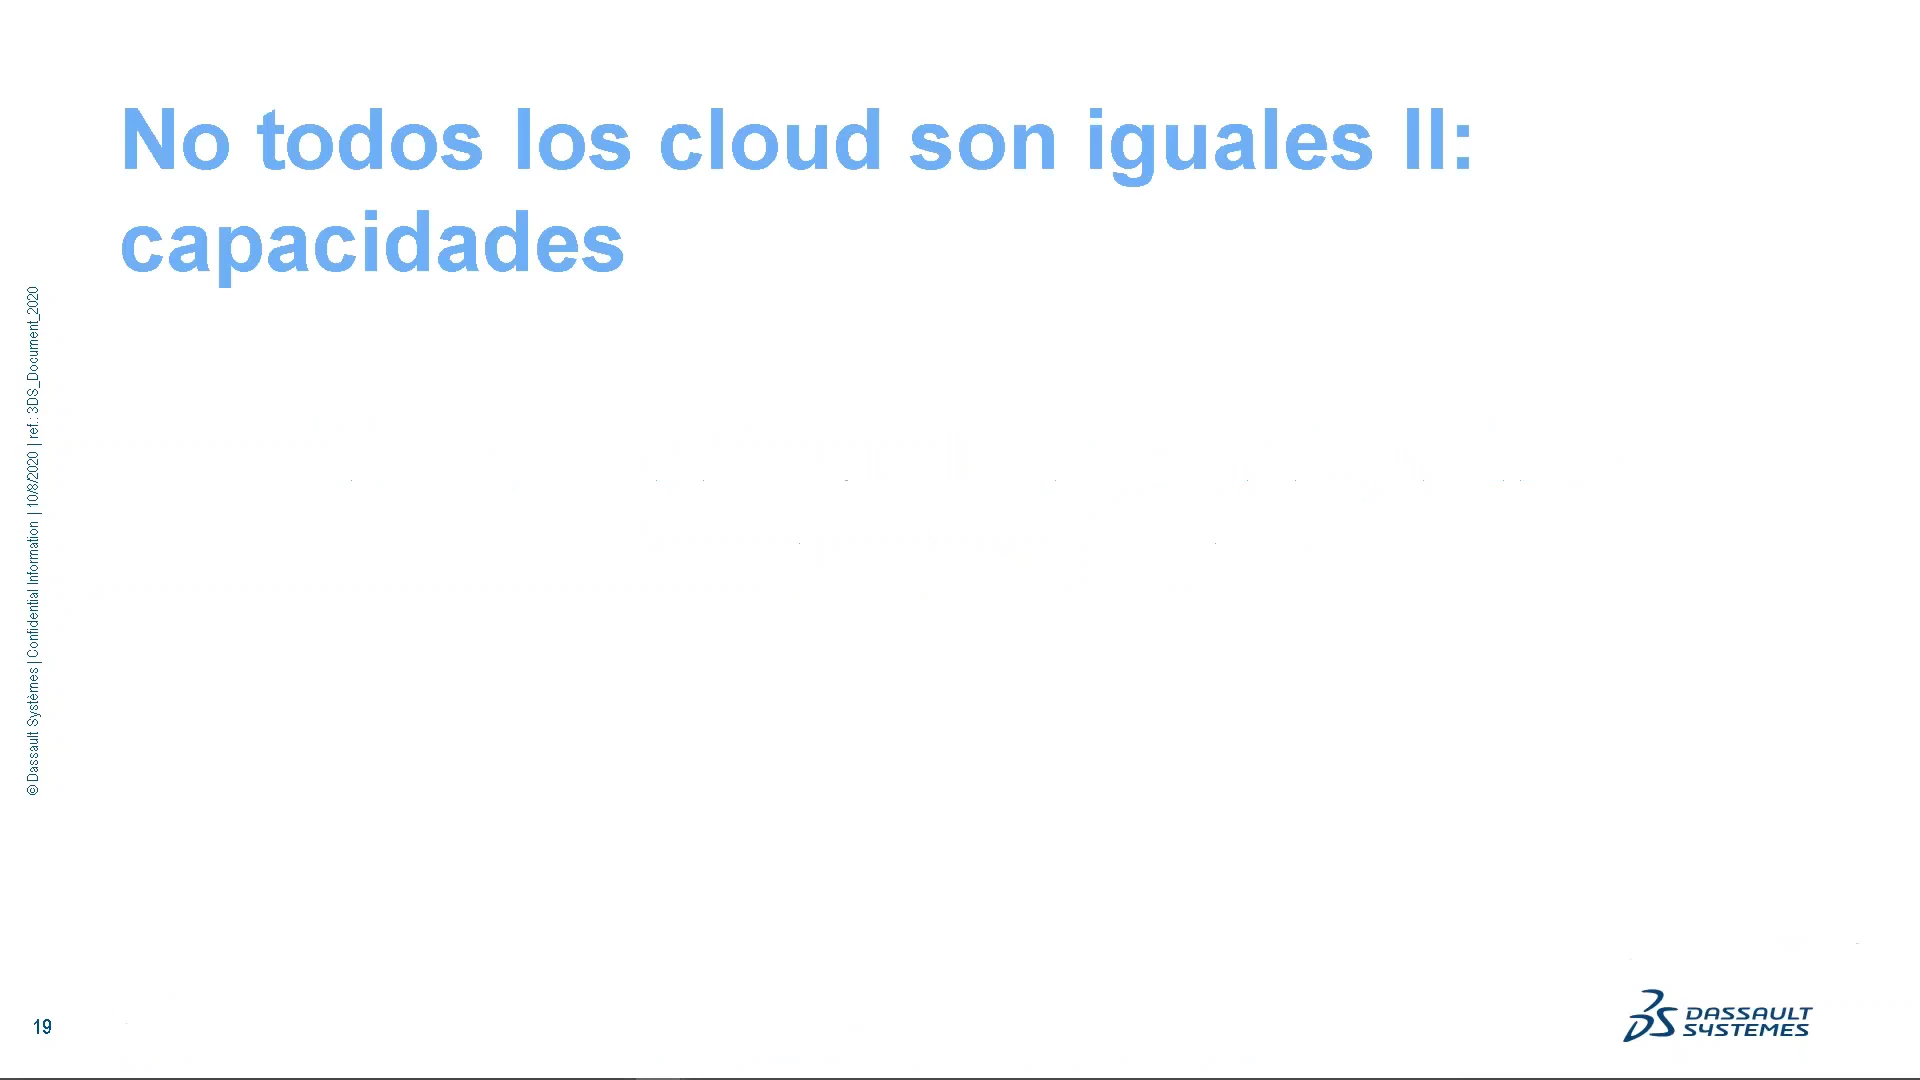 No todos los cloud son iguales II:
capacidades
© Dassault Systèmes | Confidential Information | 10/8/2020 | ref.: 3DS_Document_2020
19
DASSAULT
SYSTEMES